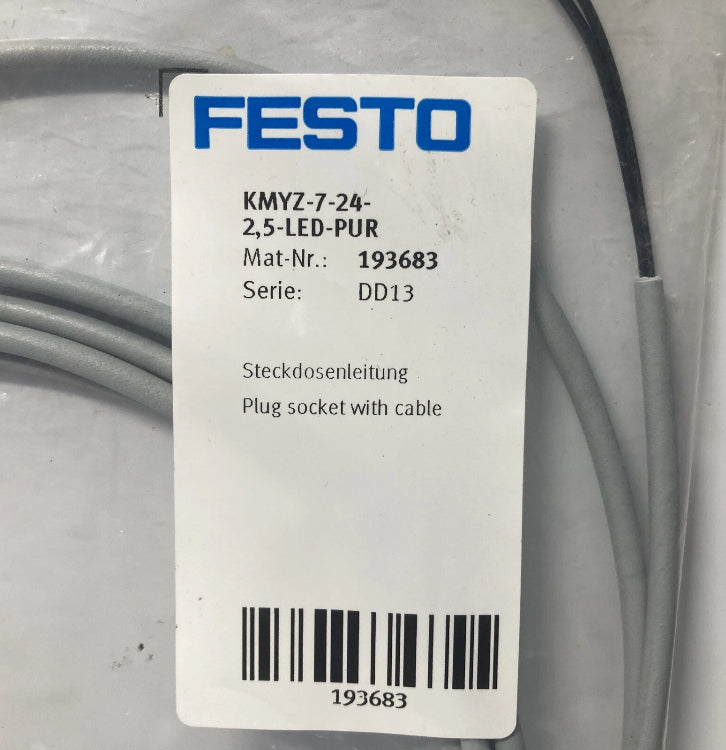 FESTO
KMYZ-7-24-
2,5-LED-PUR
Mat-Nr.: 193683
Serie: DD13
Steckdosenleitung
Plug socket with cable
193683